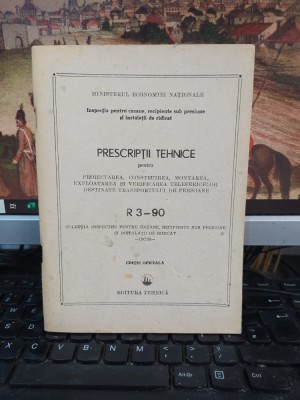 MINISTERUL ECONOMIEI NAȚIONALE
Inspecția pentru cazane, recipiente sub presiune
și instalații de ridicat
PRESCRIPȚII TEHNICE
pentru
PROIECTAREA, CONSTRUIREA, MONTAREA,
EXPLOATAREA ȘI VERIFICAREA TELEFERICELOR
DESTINATE TRANSPORTULUI DE PERSOANE
R 3–90
COLECȚIA INSPECȚIEI PENTRU CAZANE, RECIPIENTE SUB PRESIUNE
ȘI INSTALAȚII DE RIDICAT
EDIȚIE OFICIALĂ
EDITURA TEHNICĂ